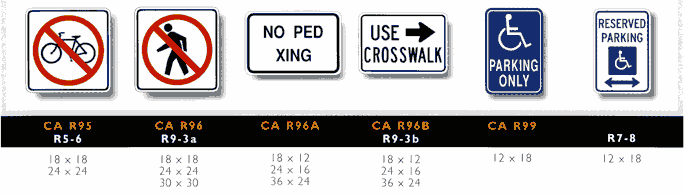 NO PED
XING
USE
CROSSWALK
PARKING
ONLY
RESERVED
PARKING
CA R95 CA R96 CA R96A CA R96B CA R99
R5-6 R9-3a R9-3b R7-8
18 x 18 18 x 18 18 x 12 18 x 12 12 x 18 12 x 18
24 x 24 24 x 24 24 x 16 24 x 16
30 x 30 36 x 24 36 x 24